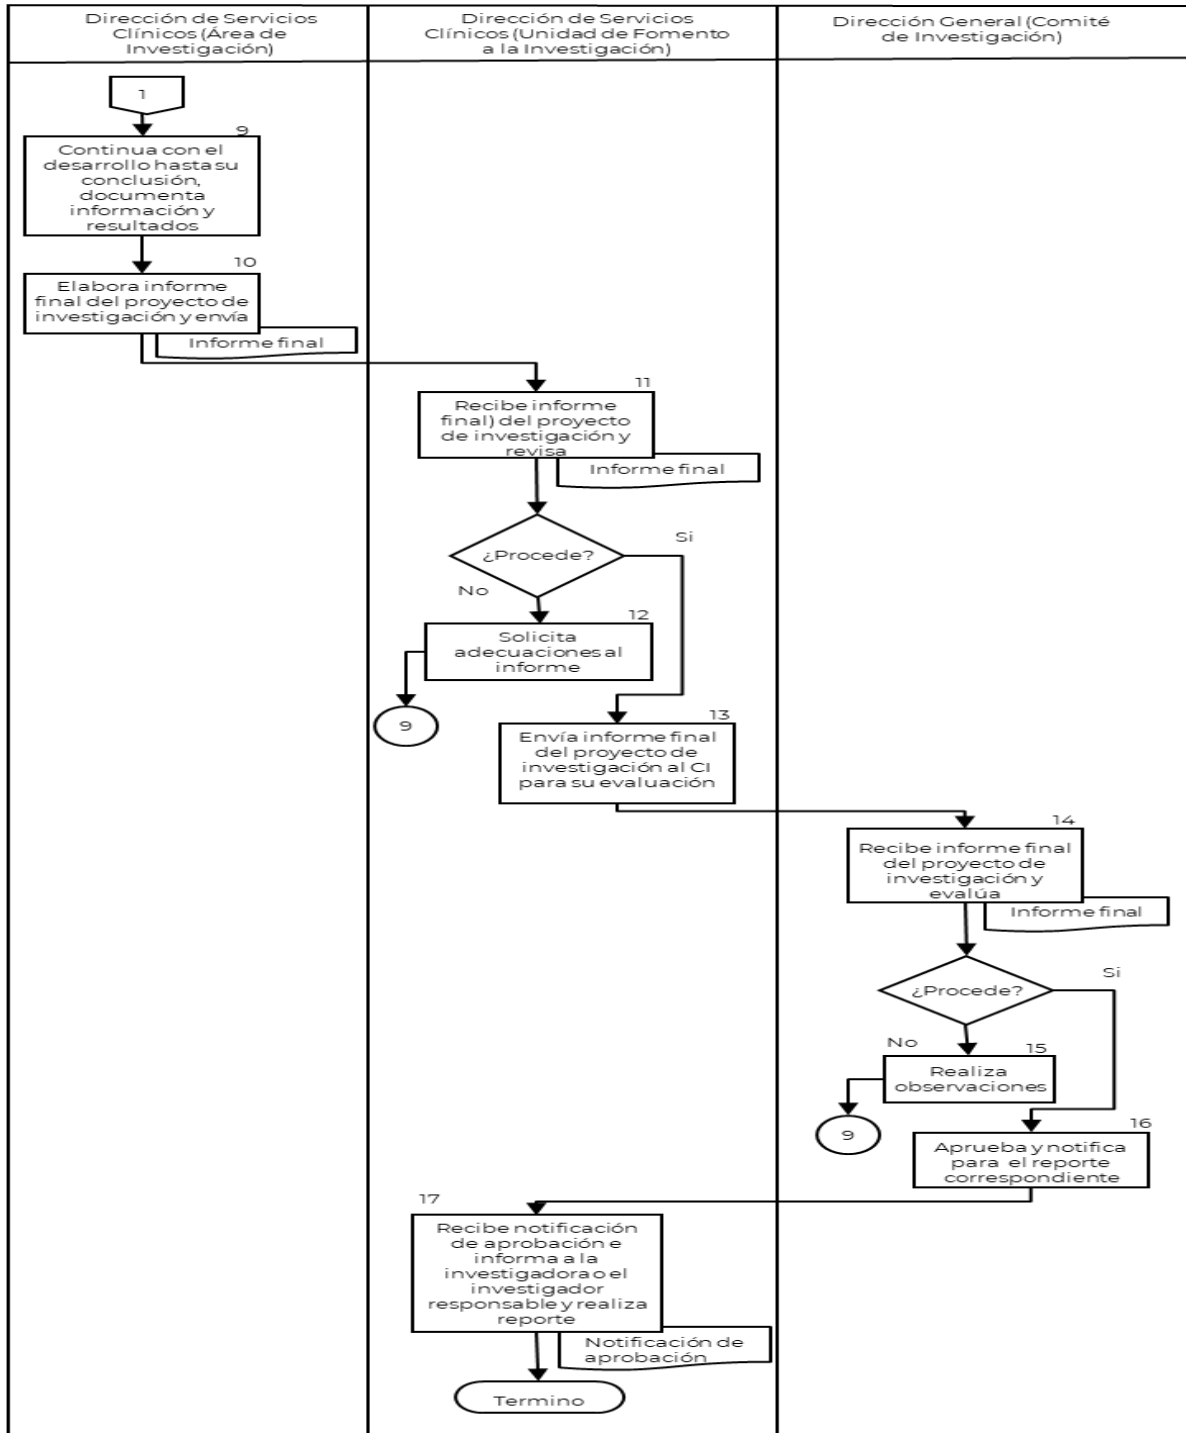 Dirección de Servicios
Clínicos (Área de
Investigación)
Dirección de Servicios
Clínicos (Unidad de Fomento
a la Investigación)
Dirección General (Comité
de Investigación)
1
9
Continua con el
desarrollo hasta su
conclusión,
documenta
información y
resultados
10
Elabora informe
final del proyecto de
investigación y envía
Informe final
11
Recibe informe
final) del proyecto
de investigación y
revisa
Informe final
¿Procede?
Si
No
12
Solicita
adecuaciones al
informe
9
13
Envía informe final
del proyecto de
investigación al CI
para su evaluación
14
Recibe informe final
del proyecto de
investigación y
evalúa
Informe final
¿Procede?
Si
No
15
Realiza
observaciones
9
16
Aprueba y notifica
para el reporte
correspondiente
17
Recibe notificación
de aprobación e
informa a la
investigadora o el
investigador
responsable y realiza
reporte
Notificación de
aprobación
Termino